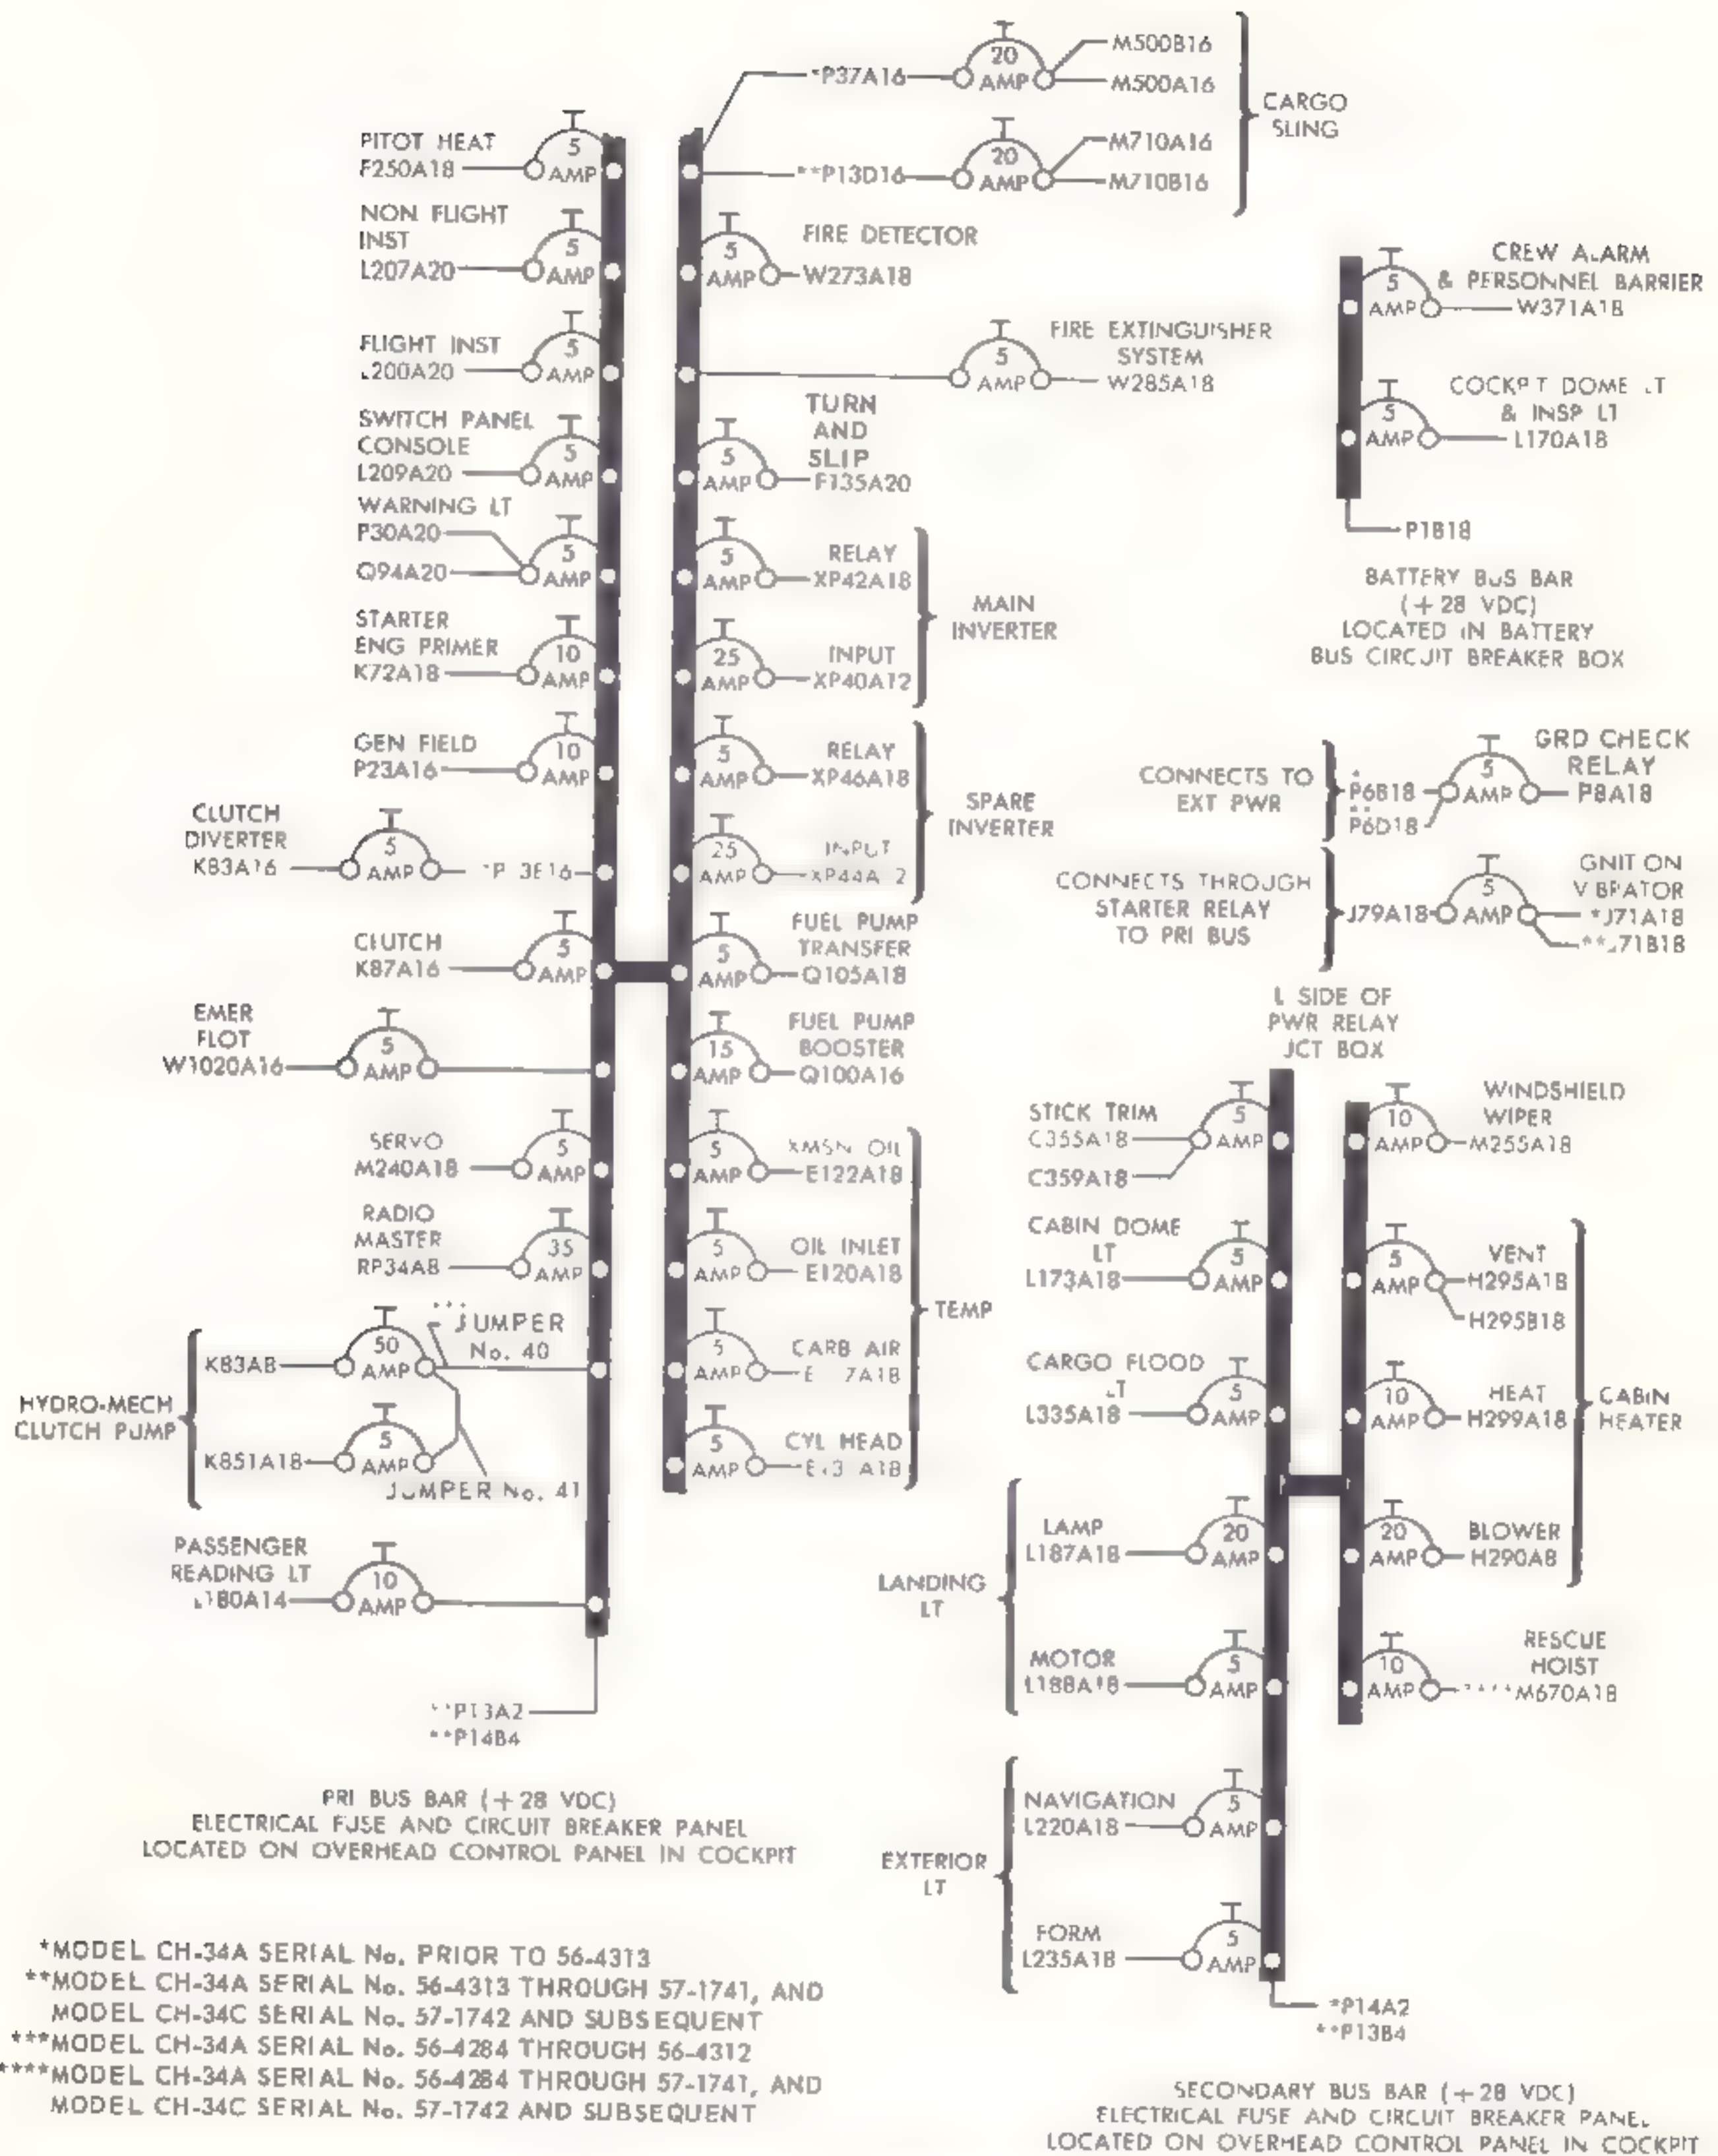 *P37A16
20
AMP
M500B16
M500A16
**P13D16
20
AMP
M710A16
M710B16
CARGO
SLING
PITOT HEAT
F250A18
5
AMP
NON FLIGHT
INST
L207A20
5
AMP
FLIGHT INST
L200A20
5
AMP
SWITCH PANEL
CONSOLE
L209A20
5
AMP
WARNING LT
P30A20
Q94A20
5
AMP
STARTER
ENG PRIMER
K72A18
10
AMP
GEN FIELD
P23A16
10
AMP
CLUTCH
DIVERTER
K83A16
5
AMP
CLUTCH
K87A16
5
AMP
EMER
FLOT
W1020A16
5
AMP
SERVO
M240A18
5
AMP
RADIO
MASTER
RP34A8
35
AMP
HYDRO-MECH
CLUTCH PUMP
K83A8
50
AMP
***JUMPER
No. 40
K851A18
5
AMP
JUMPER No. 41
PASSENGER
READING LT
L180A14
10
AMP
**P13A2
**P14B4
PRI BUS BAR (+28 VDC)
ELECTRICAL FUSE AND CIRCUIT BREAKER PANEL
LOCATED ON OVERHEAD CONTROL PANEL IN COCKPIT
5
AMP
FIRE DETECTOR
W273A18
5
AMP
FIRE EXTINGUISHER
SYSTEM
W285A18
5
AMP
TURN
AND
SLIP
F135A20
5
AMP
RELAY
XP42A18
25
AMP
INPUT
XP40A12
MAIN
INVERTER
5
AMP
RELAY
XP46A18
25
AMP
INPUT
SPARE
INVERTER
5
AMP
FUEL PUMP
TRANSFER
Q105A18
15
AMP
FUEL PUMP
BOOSTER
Q100A16
5
AMP
XMSN OIL
E122A18
5
AMP
OIL INLET
E120A18
5
AMP
CARB AIR
5
AMP
CYL HEAD
TEMP
5
AMP
CREW ALARM
& PERSONNEL BARRIER
W371A18
5
AMP
COCKPIT DOME LT
& INSP LT
L170A18
P1B18
BATTERY BUS BAR
(+28 VDC)
LOCATED IN BATTERY
BUS CIRCUIT BREAKER BOX
CONNECTS TO
EXT PWR
*
P6B18
**
P6D18
5
AMP
GRD CHECK
RELAY
P8A18
CONNECTS THROUGH
STARTER RELAY
TO PRI BUS
J79A18
5
AMP
IGNITION
VIBRATOR
*J71A18
**J71B18
L SIDE OF
PWR RELAY
JCT BOX
STICK TRIM
C355A18
C359A18
5
AMP
CABIN DOME
LT
L173A18
5
AMP
CARGO FLOOD
LT
L335A18
5
AMP
LANDING
LT
LAMP
L187A18
20
AMP
MOTOR
L188A18
5
AMP
EXTERIOR
LT
NAVIGATION
L220A18
5
AMP
FORM
L235A18
5
AMP
*P14A2
**P13B4
10
AMP
WINDSHIELD
WIPER
M255A18
5
AMP
VENT
H295A18
H295B18
10
AMP
HEAT
H299A18
20
AMP
BLOWER
H290A8
CABIN
HEATER
10
AMP
RESCUE
HOIST
****M670A18
SECONDARY BUS BAR (+28 VDC)
ELECTRICAL FUSE AND CIRCUIT BREAKER PANEL
LOCATED ON OVERHEAD CONTROL PANEL IN COCKPIT
*MODEL CH-34A SERIAL No. PRIOR TO 56-4313
**MODEL CH-34A SERIAL No. 56-4313 THROUGH 57-1741, AND
MODEL CH-34C SERIAL No. 57-1742 AND SUBSEQUENT
***MODEL CH-34A SERIAL No. 56-4284 THROUGH 56-4312
****MODEL CH-34A SERIAL No. 56-4284 THROUGH 57-1741, AND
MODEL CH-34C SERIAL No. 57-1742 AND SUBSEQUENT